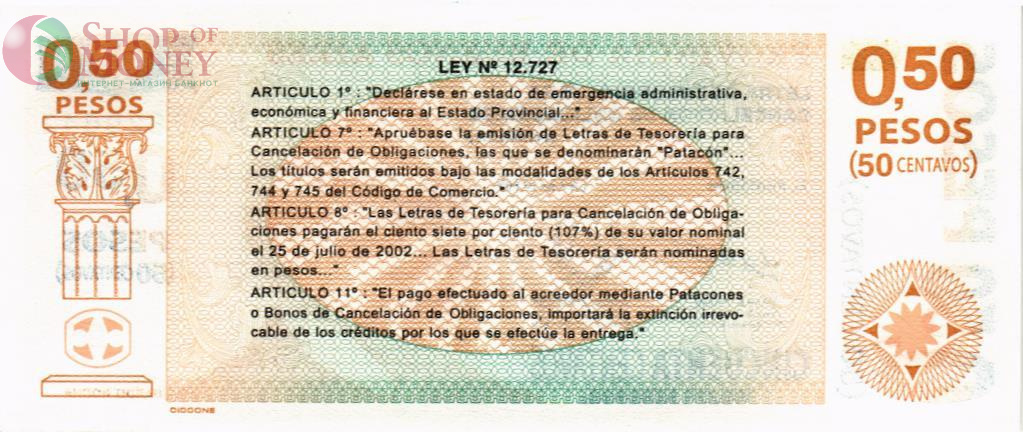 SHOP OF
MONEY
ИНТЕРНЕТ-МАГАЗИН БАНКНОТ
0,50
PESOS
LEY Nº 12.727
ARTICULO 1º : "Declárese en estado de emergencia administrativa,
económica y financiera al Estado Provincial..."
ARTICULO 7º : "Apruébase la emisión de Letras de Tesorería para
Cancelación de Obligaciones, las que se denominarán "Patacón"...
Los títulos serán emitidos bajo las modalidades de los Artículos 742,
744 y 745 del Código de Comercio."
ARTICULO 8º : "Las Letras de Tesorería para Cancelación de Obliga-
ciones pagarán el ciento siete por ciento (107%) de su valor nominal
el 25 de julio de 2002... Las Letras de Tesorería serán nominadas
en pesos..."
ARTICULO 11º : "El pago efectuado al acreedor mediante Patacones
o Bonos de Cancelación de Obligaciones, importará la extinción irrevo-
cable de los créditos por los que se efectúe la entrega."
0,50
PESOS
(50 CENTAVOS)
CICCONE